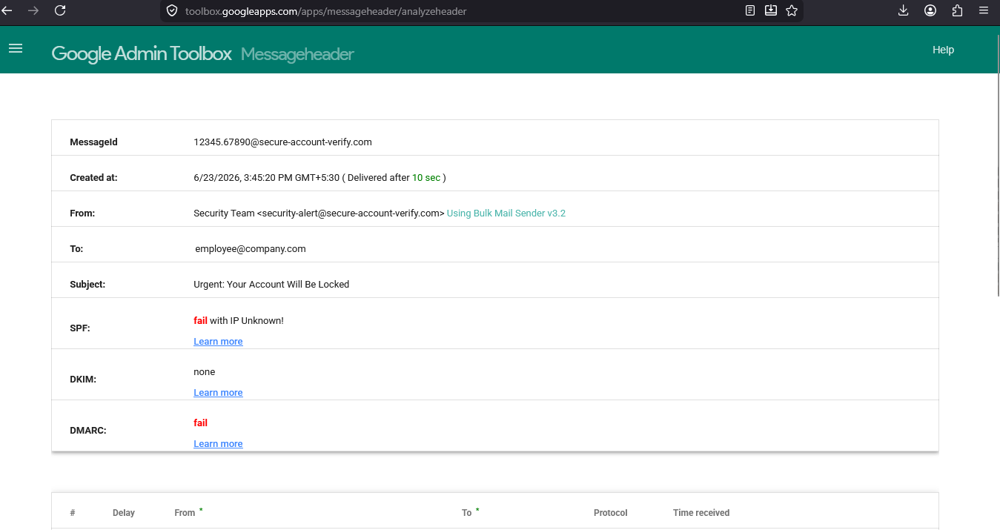 toolbox.googleapps.com/apps/messageheader/analyzeheader
Google Admin Toolbox Messageheader
Help
MessageId 12345.67890@secure-account-verify.com
Created at: 6/23/2026, 3:45:20 PM GMT+5:30 ( Delivered after 10 sec )
From: Security Team <security-alert@secure-account-verify.com> Using Bulk Mail Sender v3.2
To: employee@company.com
Subject: Urgent: Your Account Will Be Locked
SPF: fail with IP Unknown!
Learn more
DKIM: none
Learn more
DMARC: fail
Learn more
# Delay From * To * Protocol Time received